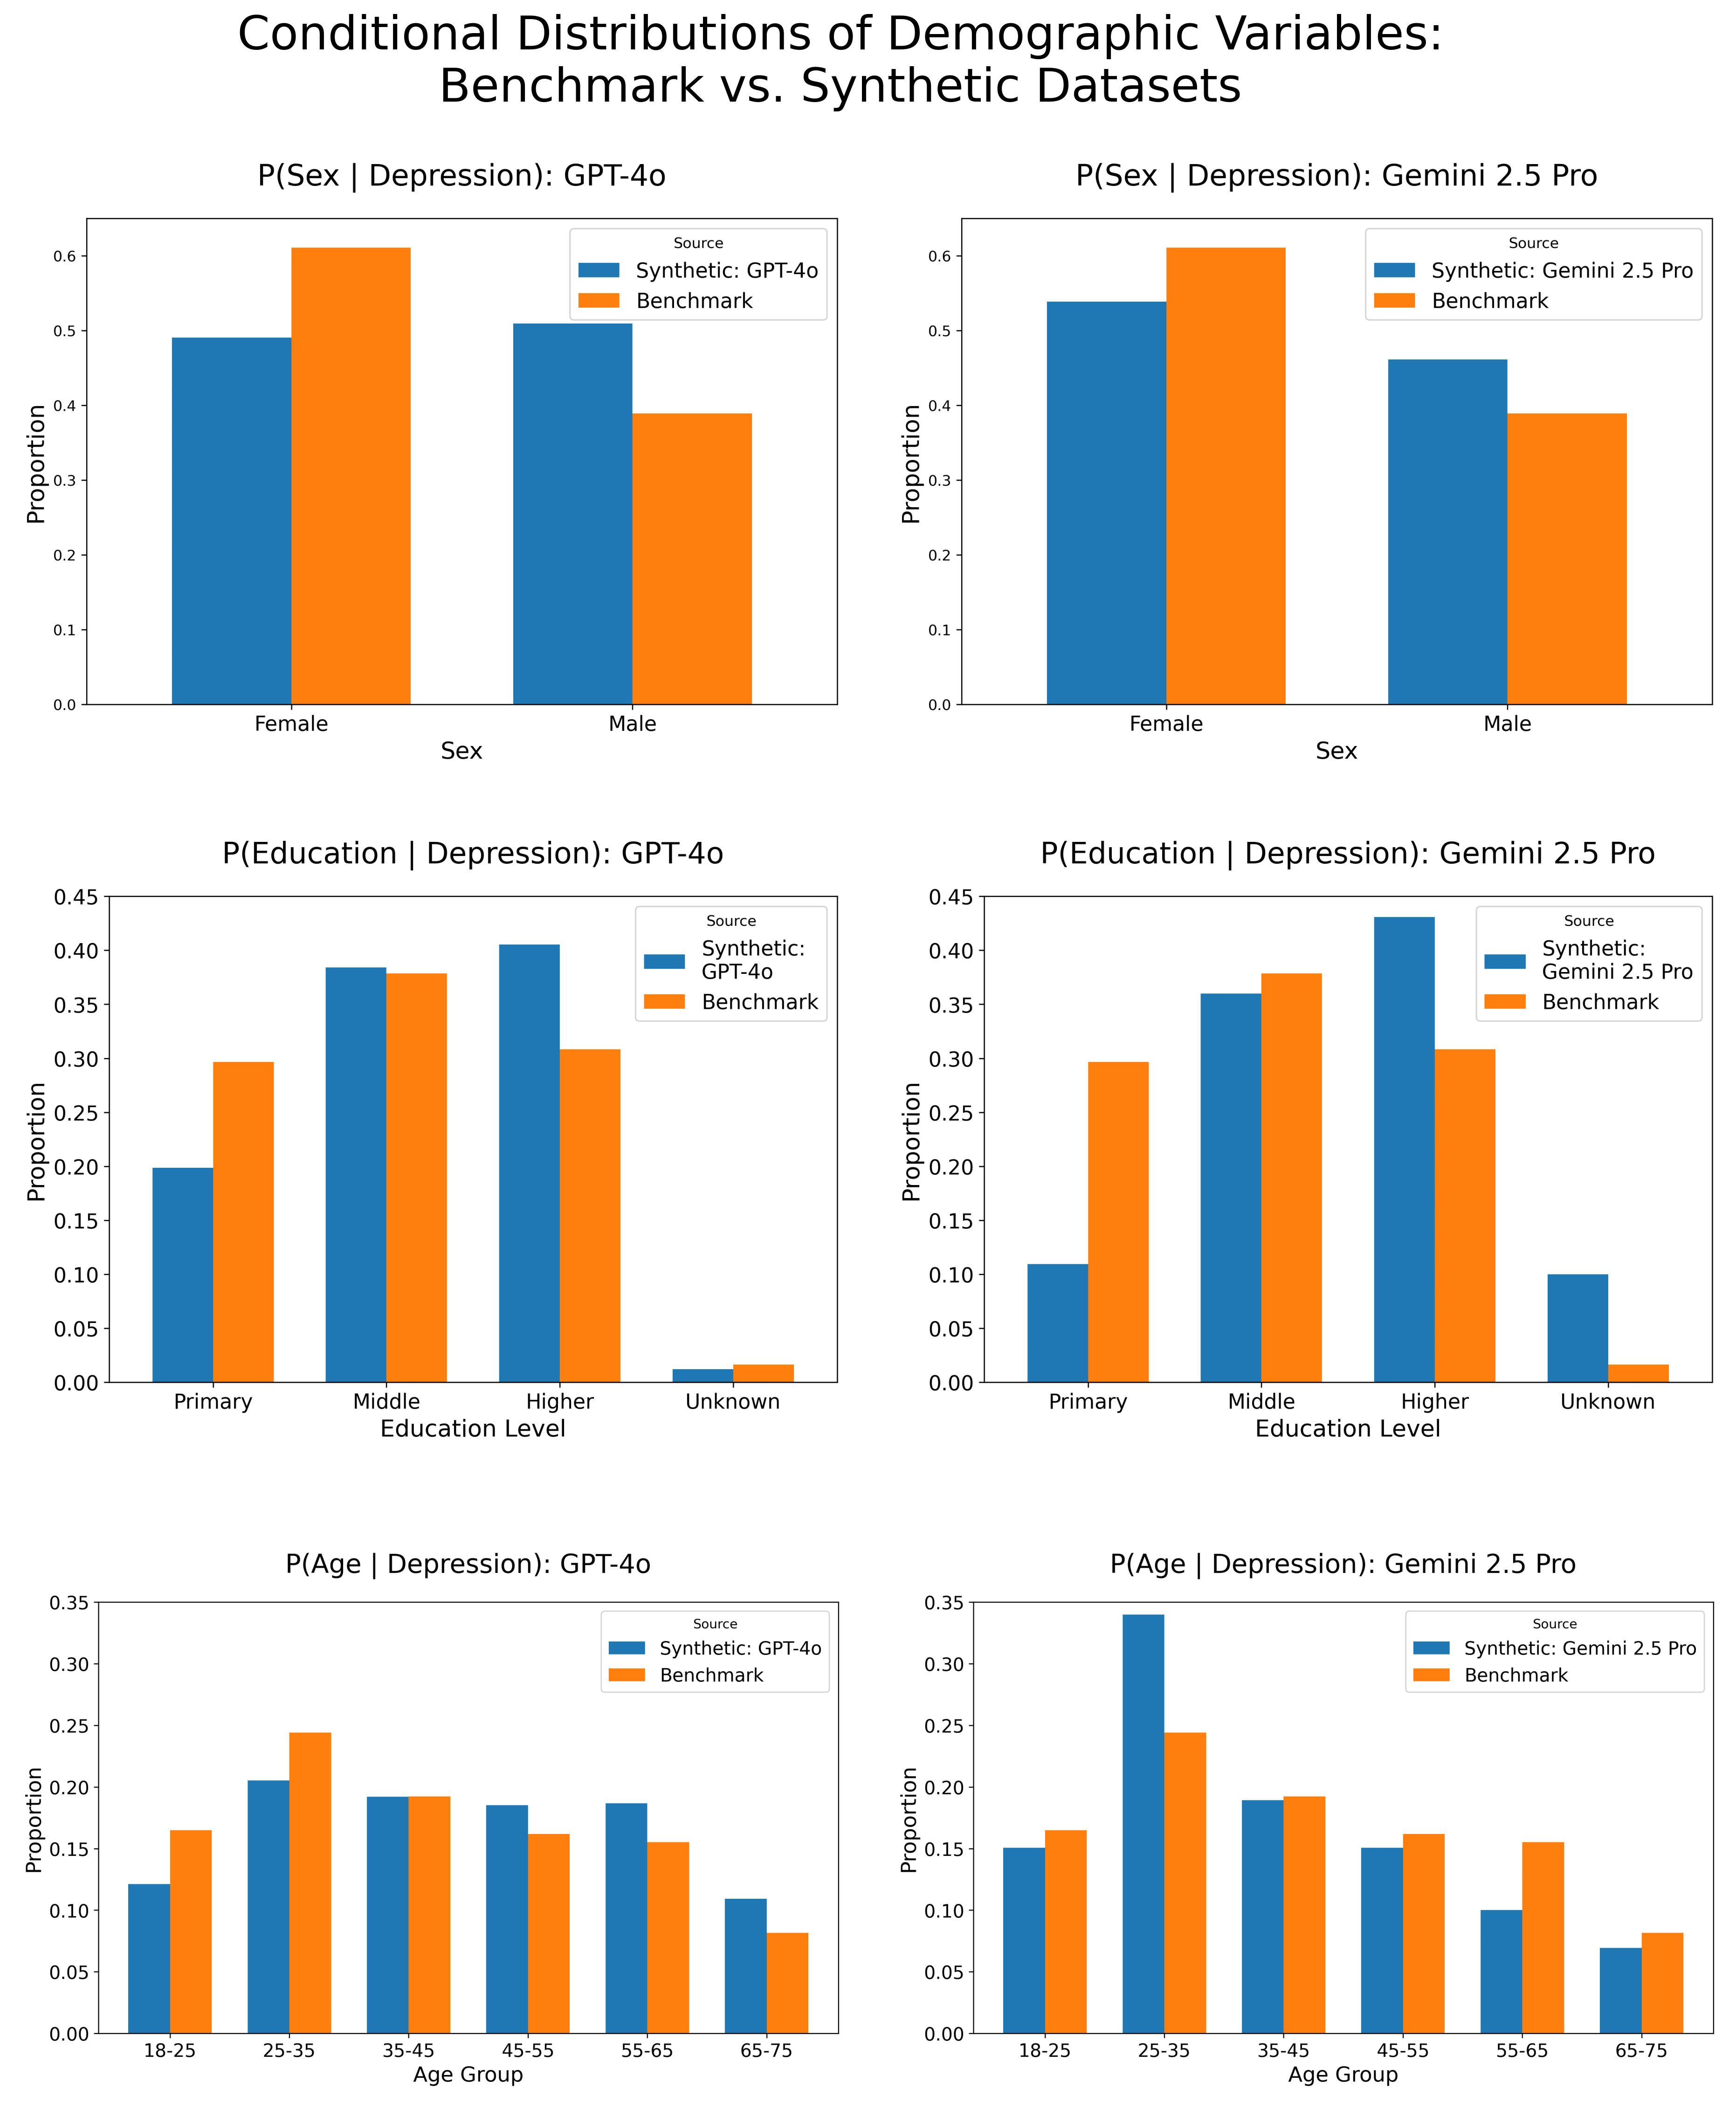 Conditional Distributions of Demographic Variables:
Benchmark vs. Synthetic Datasets
P(Sex | Depression): GPT-4o
Proportion
0.6
0.5
0.4
0.3
0.2
0.1
0.0
Source
Synthetic: GPT-4o
Benchmark
Female
Male
Sex
P(Sex | Depression): Gemini 2.5 Pro
Proportion
0.6
0.5
0.4
0.3
0.2
0.1
0.0
Source
Synthetic: Gemini 2.5 Pro
Benchmark
Female
Male
Sex
P(Education | Depression): GPT-4o
Proportion
0.45
0.40
0.35
0.30
0.25
0.20
0.15
0.10
0.05
0.00
Source
Synthetic:
GPT-4o
Benchmark
Primary
Middle
Higher
Unknown
Education Level
P(Education | Depression): Gemini 2.5 Pro
Proportion
0.45
0.40
0.35
0.30
0.25
0.20
0.15
0.10
0.05
0.00
Source
Synthetic:
Gemini 2.5 Pro
Benchmark
Primary
Middle
Higher
Unknown
Education Level
P(Age | Depression): GPT-4o
Proportion
0.35
0.30
0.25
0.20
0.15
0.10
0.05
0.00
Source
Synthetic: GPT-4o
Benchmark
18-25
25-35
35-45
45-55
55-65
65-75
Age Group
P(Age | Depression): Gemini 2.5 Pro
Proportion
0.35
0.30
0.25
0.20
0.15
0.10
0.05
0.00
Source
Synthetic: Gemini 2.5 Pro
Benchmark
18-25
25-35
35-45
45-55
55-65
65-75
Age Group